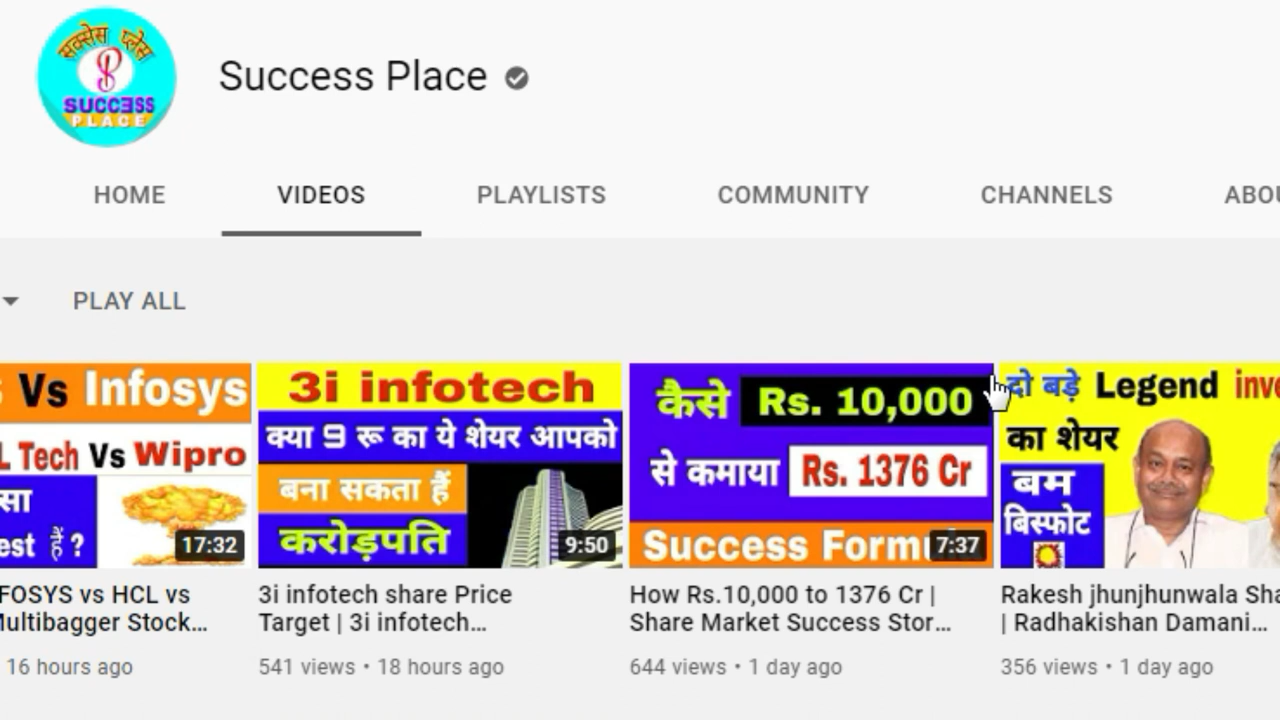 सक्सेस प्लेस
SUCCESS
PLACE
Success Place
HOME
VIDEOS
PLAYLISTS
COMMUNITY
CHANNELS
PLAY ALL
Vs Infosys
Tech Vs Wipro
सा
है ?
17:32
FOSYS vs HCL vs
Multibagger Stock...
16 hours ago
3i infotech
क्या 9 रू का ये शेयर आपको
बना सकता हैं
करोड़पति
9:50
3i infotech share Price
Target | 3i infotech...
541 views • 18 hours ago
कैसे Rs. 10,000
से कमाया Rs. 1376 Cr
Success Form
7:37
How Rs.10,000 to 1376 Cr |
Share Market Success Stor...
644 views • 1 day ago
दो बड़े Legend inve
का शेयर
बम
बिस्फोट
Rakesh jhunjhunwala Sha
| Radhakishan Damani...
356 views • 1 day ago